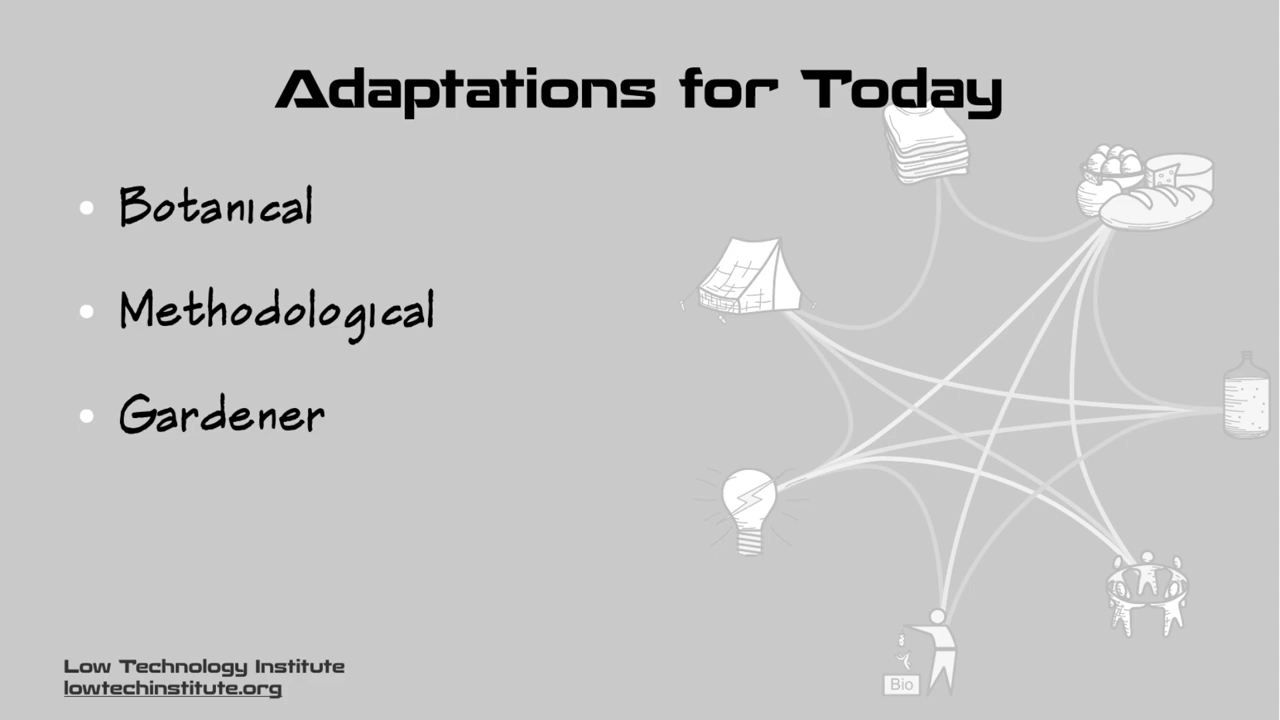 Adaptations for Today
Botanical
Methodological
Gardener
Low Technology Institute
lowtechinstitute.org
Bio